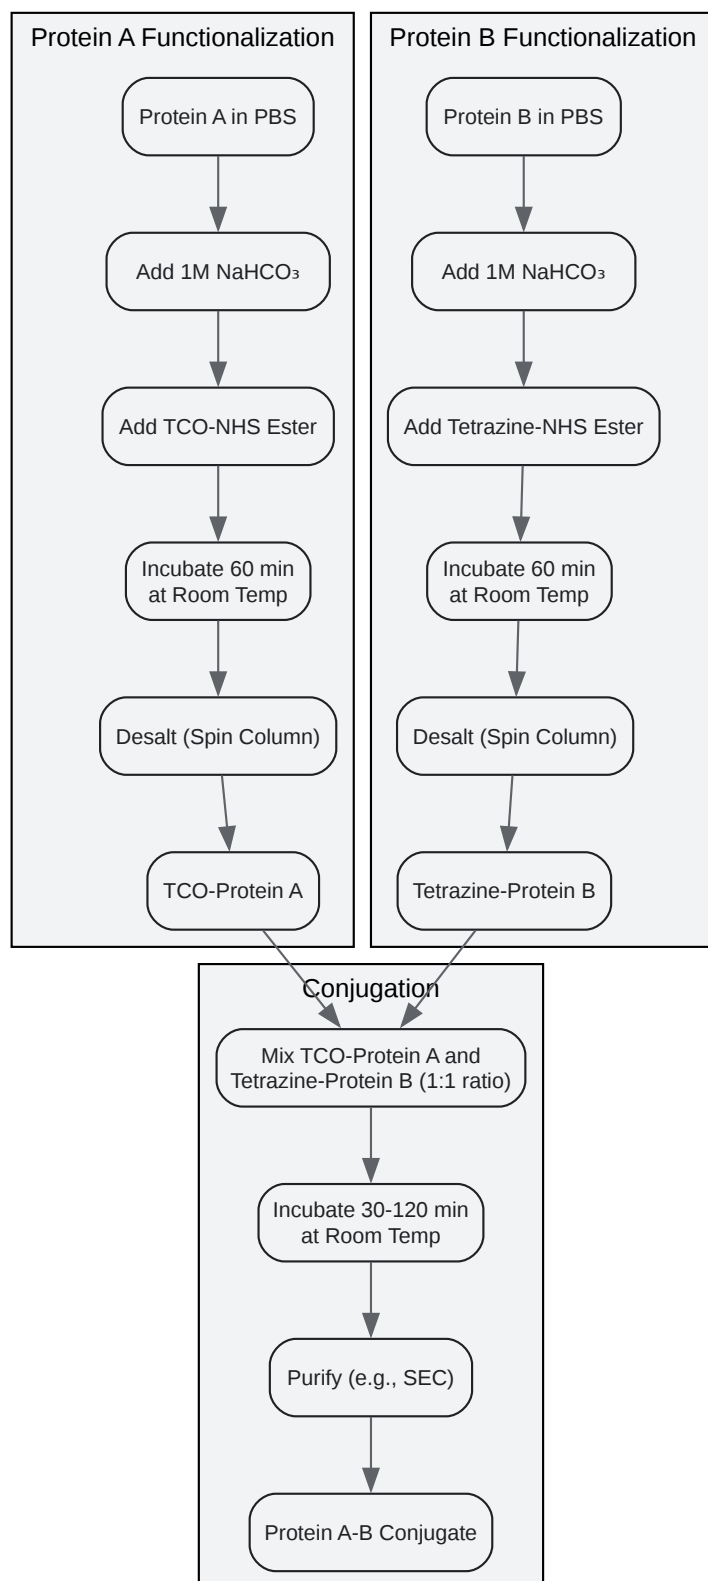 Protein A Functionalization
Protein A in PBS
Add 1M NaHCO₃
Add TCO-NHS Ester
Incubate 60 min
at Room Temp
Desalt (Spin Column)
TCO-Protein A
Protein B Functionalization
Protein B in PBS
Add 1M NaHCO₃
Add Tetrazine-NHS Ester
Incubate 60 min
at Room Temp
Desalt (Spin Column)
Tetrazine-Protein B
Conjugation
Mix TCO-Protein A and
Tetrazine-Protein B (1:1 ratio)
Incubate 30-120 min
at Room Temp
Purify (e.g., SEC)
Protein A-B Conjugate